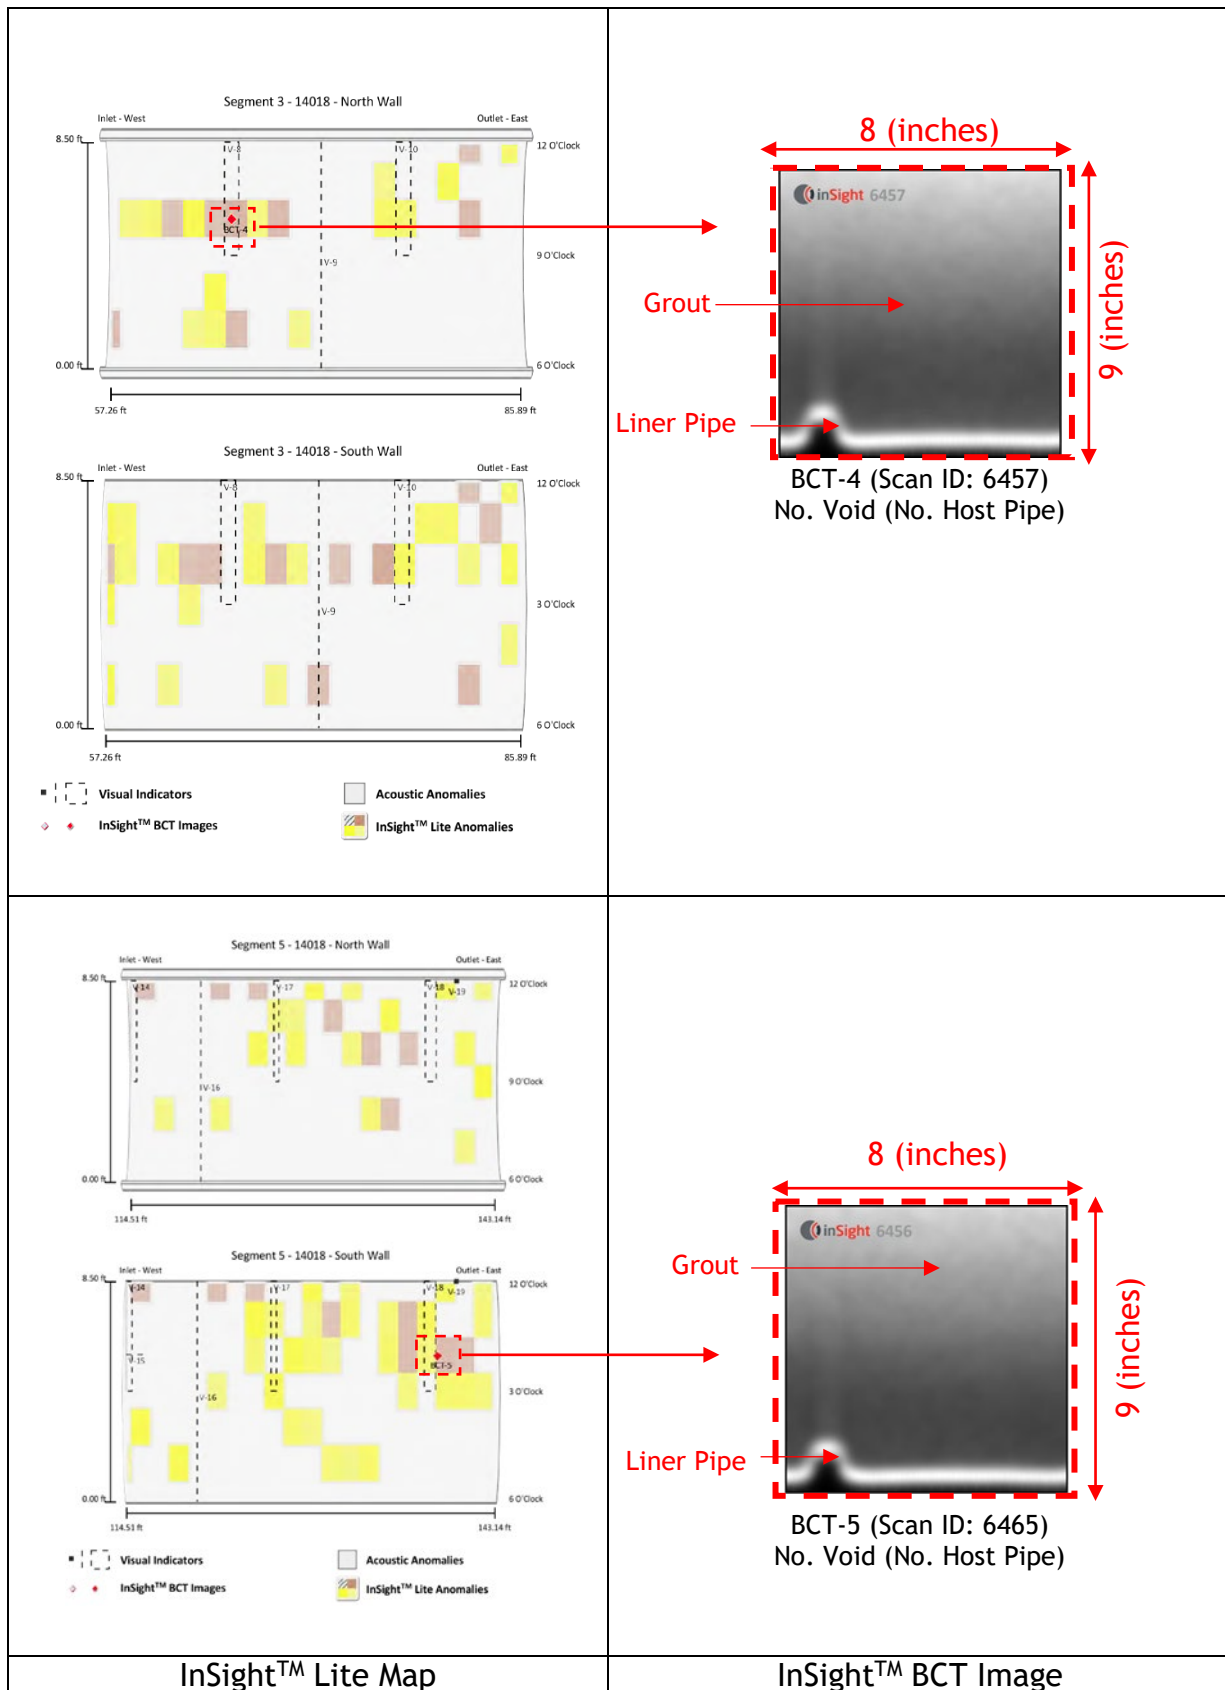 Segment 3 - 14018 - North Wall
Inlet - West
Outlet - East
8.50 ft
12 O'Clock
V-8
V-10
BCT-4
9 O'Clock
V-9
0.00 ft
6 O'Clock
57.26 ft
85.89 ft
Segment 3 - 14018 - South Wall
Inlet - West
Outlet - East
8.50 ft
12 O'Clock
V-8
V-10
3 O'Clock
V-9
0.00 ft
6 O'Clock
57.26 ft
85.89 ft
Visual Indicators
Acoustic Anomalies
InSight™ BCT Images
InSight™ Lite Anomalies
8 (inches)
inSight 6457
9 (inches)
Grout
Liner Pipe
BCT-4 (Scan ID: 6457)
No. Void (No. Host Pipe)
Segment 5 - 14018 - North Wall
Inlet - West
Outlet - East
8.50 ft
12 O'Clock
V-14
V-17
V-18
V-19
9 O'Clock
V-16
0.00 ft
6 O'Clock
114.51 ft
143.14 ft
Segment 5 - 14018 - South Wall
Inlet - West
Outlet - East
8.50 ft
12 O'Clock
V-14
V-17
V-18
V-19
V-15
BCT-5
3 O'Clock
V-16
0.00 ft
6 O'Clock
114.51 ft
143.14 ft
Visual Indicators
Acoustic Anomalies
InSight™ BCT Images
InSight™ Lite Anomalies
8 (inches)
inSight 6456
9 (inches)
Grout
Liner Pipe
BCT-5 (Scan ID: 6465)
No. Void (No. Host Pipe)
InSight™ Lite Map
InSight™ BCT Image